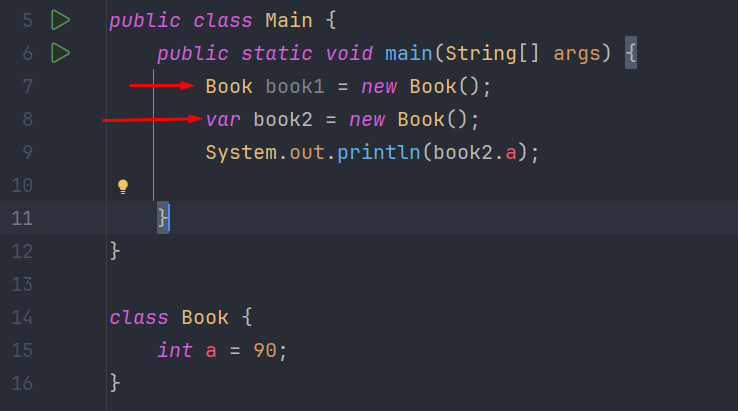 5 public class Main {
6     public static void main(String[] args) {
7         Book book1 = new Book();
8         var book2 = new Book();
9         System.out.println(book2.a);
10
11     }
12 }
13
14 class Book {
15     int a = 90;
16 }